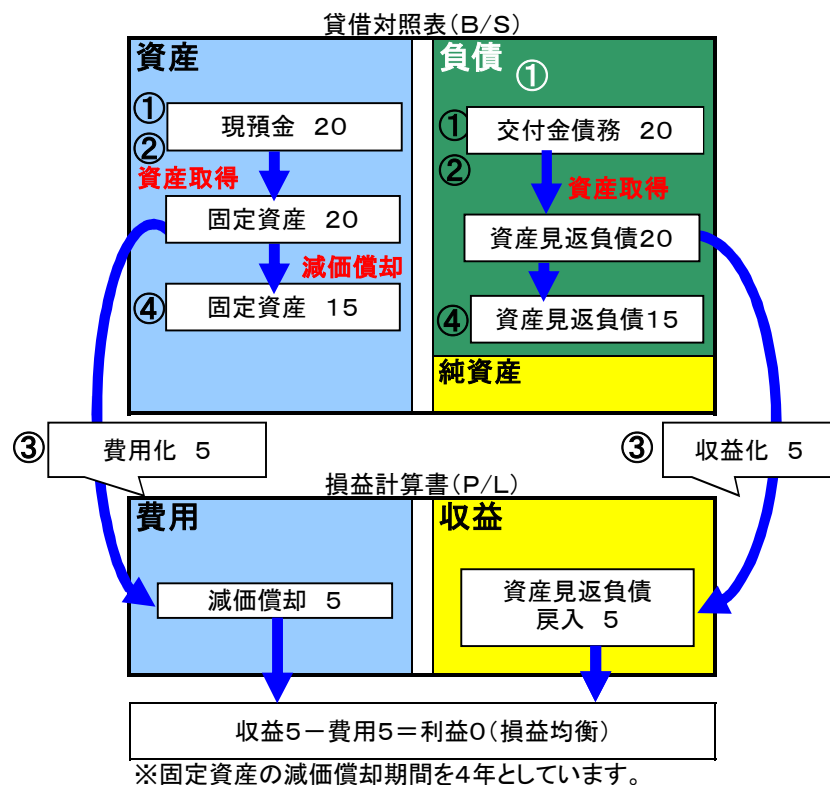 貸借対照表(B/S)
資産
負債
①
①
現預金 20
①
交付金債務 20
②
②
資産取得
資産取得
固定資産 20
資産見返負債20
減価償却
④
固定資産 15
④
資産見返負債15
純資産
③
費用化 5
③
収益化 5
損益計算書(P/L)
費用
収益
減価償却 5
資産見返負債
戻入 5
収益5-費用5=利益0(損益均衡)
※固定資産の減価償却期間を4年としています。